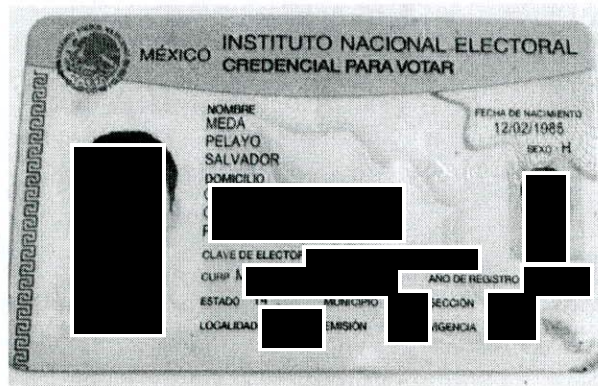 MÉXICO INSTITUTO NACIONAL ELECTORAL
CREDENCIAL PARA VOTAR
NOMBRE
MEDA
PELAYO
SALVADOR
FECHA DE NACIMIENTO
12/02/1985
SEXO H
DOMICILIO
CLAVE DE ELECTOR
CURP AÑO DE REGISTRO
ESTADO MUNICIPIO SECCIÓN
LOCALIDAD EMISIÓN VIGENCIA